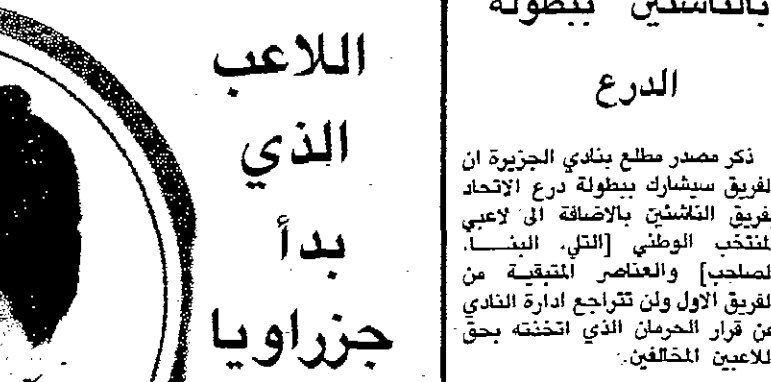 بالناشئين ببطولة
الدرع
ذكر مصدر مطلع بنادي الجزيرة ان
الفريق سيشارك ببطولة درع الاتحاد
بفريق الناشئين بالاضافة الى لاعبي
المنتخب الوطني [التلي. البنا.
الصلحب] والعناصر المتبقية من
الفريق الاول ولن تتراجع ادارة النادي
عن قرار الحرمان الذي اتخنته بحق
اللاعبين المخالفين.
اللاعب
الذي
بدأ
جزراويا